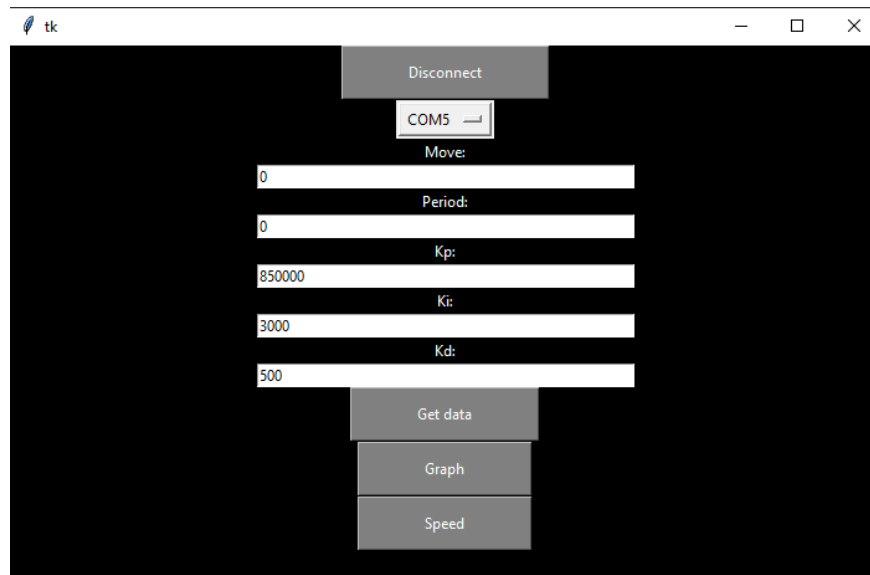 tk
Disconnect
COM5
Move:
0
Period:
0
Kp:
850000
Ki:
3000
Kd:
500
Get data
Graph
Speed